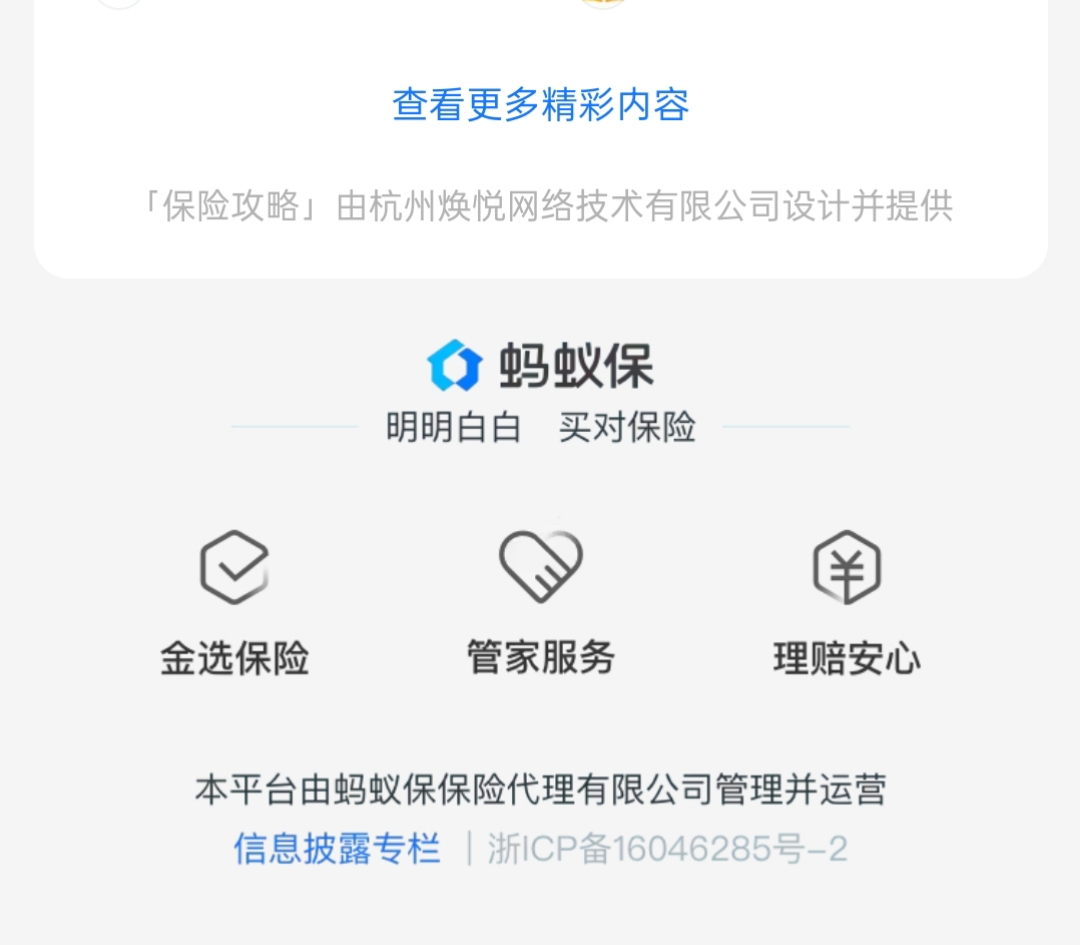 查看更多精彩内容
「保险攻略」由杭州焕悦网络技术有限公司设计并提供
蚂蚁保
明明白白 买对保险
金选保险 管家服务 理赔安心
本平台由蚂蚁保保险代理有限公司管理并运营
信息披露专栏 | 浙ICP备16046285号-2